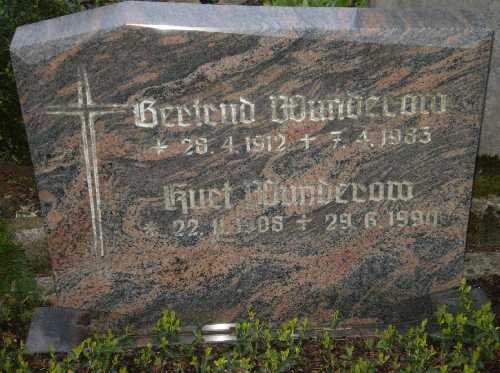 Gertrud Wunderow
* 28.4.1912 + 7.4.1983
Kurt Wunderow
* 22.11.1908 + 29.6.1990